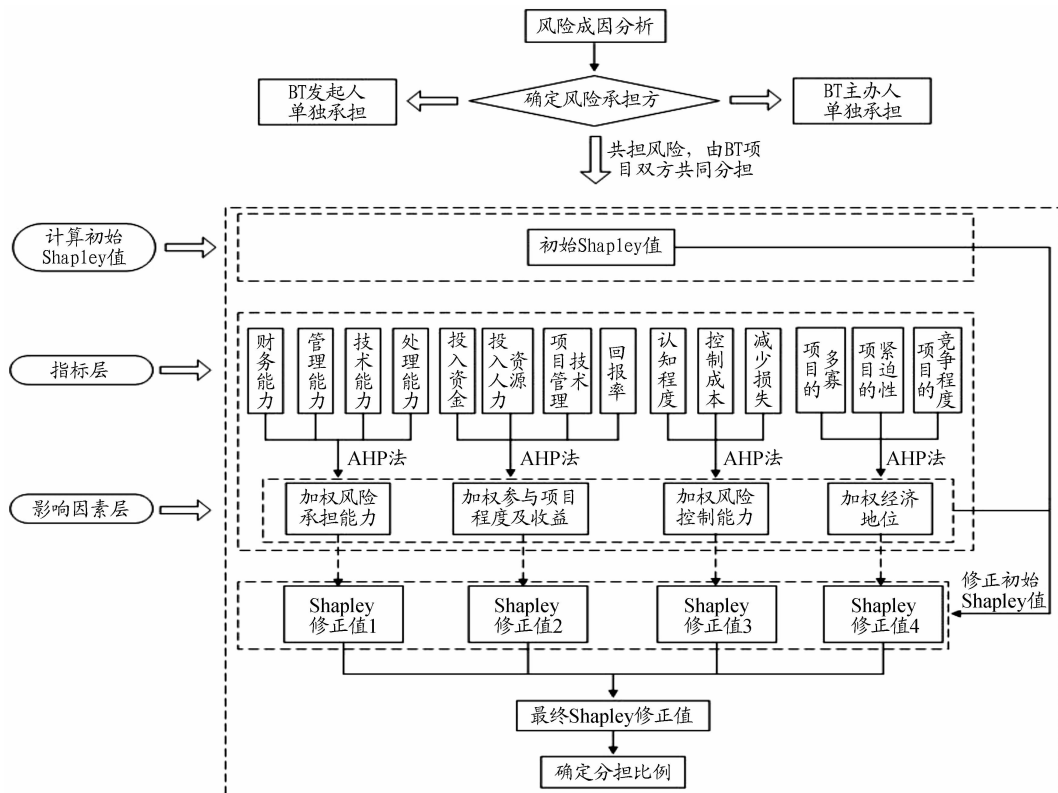 风险成因分析
BT发起人
单独承担
确定风险承担方
BT主办人
单独承担
共担风险，由BT项
目双方共同分担
计算初始
Shapley值
初始Shapley值
指标层
财务能力
管理能力
技术能力
处理能力
投入资金
投入人力
资源
项目管理
技术
回报率
认知程度
控制成本
减少损失
项目的
多寡
项目的
紧迫性
项目的
竞争程度
AHP法
AHP法
AHP法
AHP法
影响因素层
加权风险
承担能力
加权参与项目
程度及收益
加权风险
控制能力
加权经济
地位
修正初始
Shapley值
Shapley
修正值1
Shapley
修正值2
Shapley
修正值3
Shapley
修正值4
最终Shapley修正值
确定分担比例